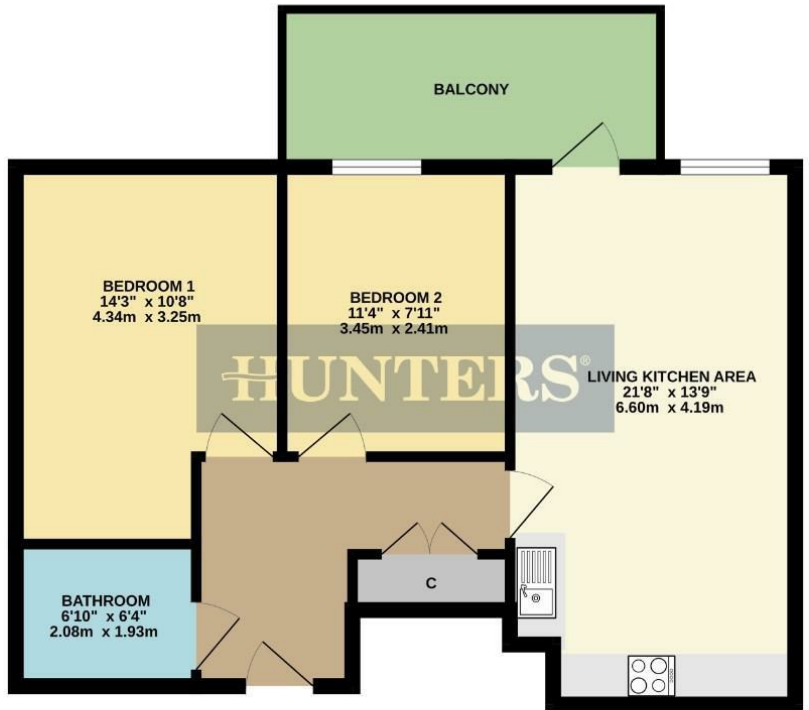 BALCONY
BEDROOM 1
14'3" x 10'8"
4.34m x 3.25m
BEDROOM 2
11'4" x 7'11"
3.45m x 2.41m
HUNTERS®
LIVING KITCHEN AREA
21'8" x 13'9"
6.60m x 4.19m
BATHROOM
6'10" x 6'4"
2.08m x 1.93m
C